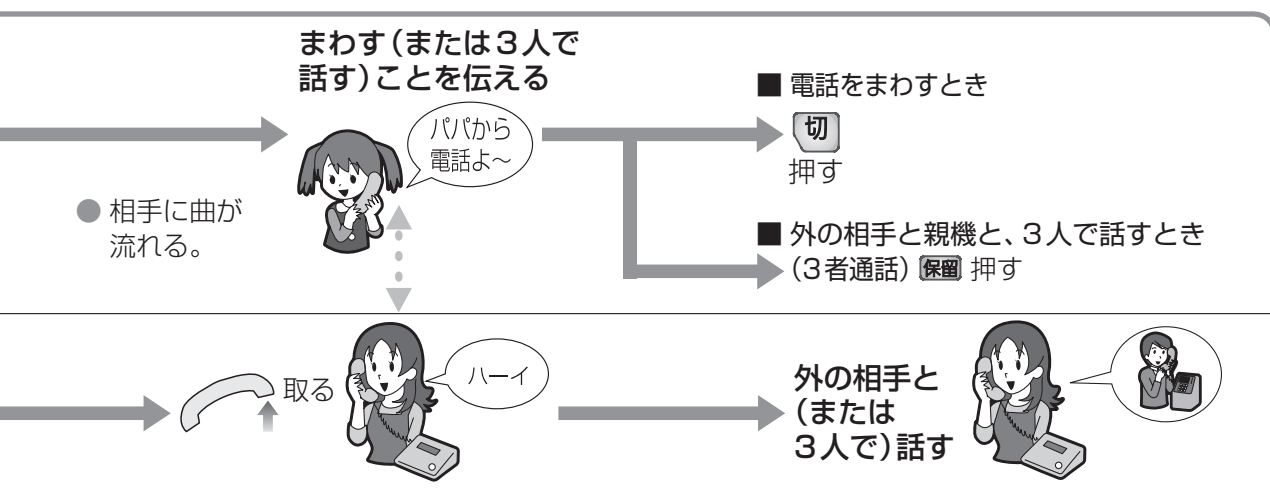 まわす(または3人で
話す)ことを伝える
パパから
電話よ～
● 相手に曲が
流れる。
■ 電話をまわすとき
切
押す
■ 外の相手と親機と、3人で話すとき
(3者通話) 保留 押す
取る
ハーイ
外の相手と
(または
3人で)話す